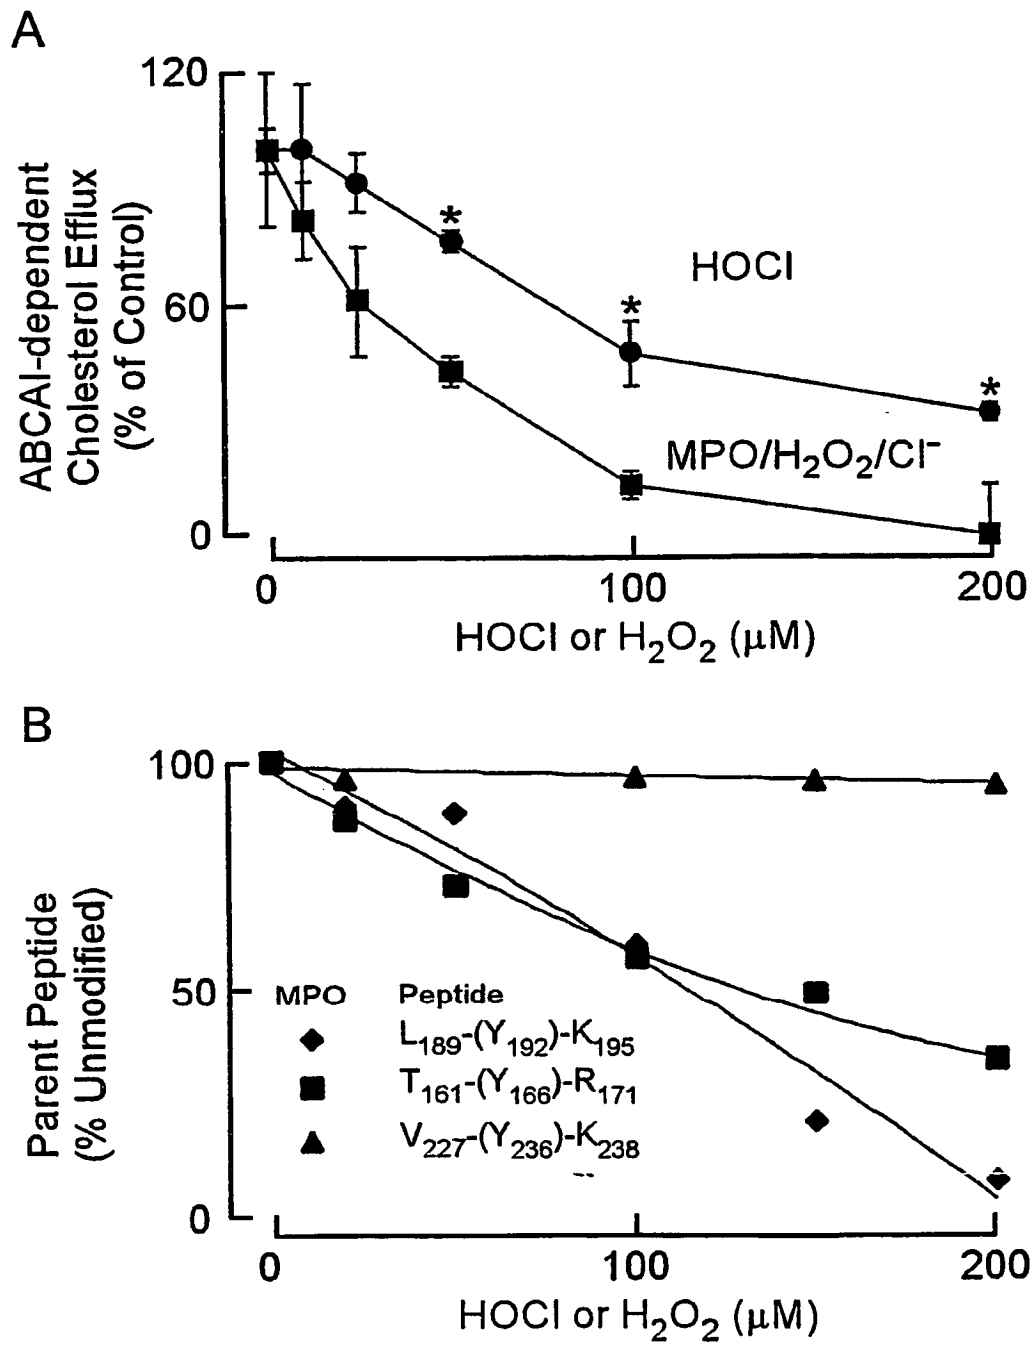 A
120
60
0
ABCAI-dependent
Cholesterol Efflux
(% of Control)
*
*
*
HOCl
MPO/H₂O₂/Cl⁻
0 100 200
HOCl or H₂O₂ (μM)
B
100
50
0
Parent Peptide
(% Unmodified)
MPO Peptide
L₁₈₉-(Y₁₉₂)-K₁₉₅
T₁₆₁-(Y₁₆₆)-R₁₇₁
V₂₂₇-(Y₂₃₆)-K₂₃₈
0 100 200
HOCl or H₂O₂ (μM)